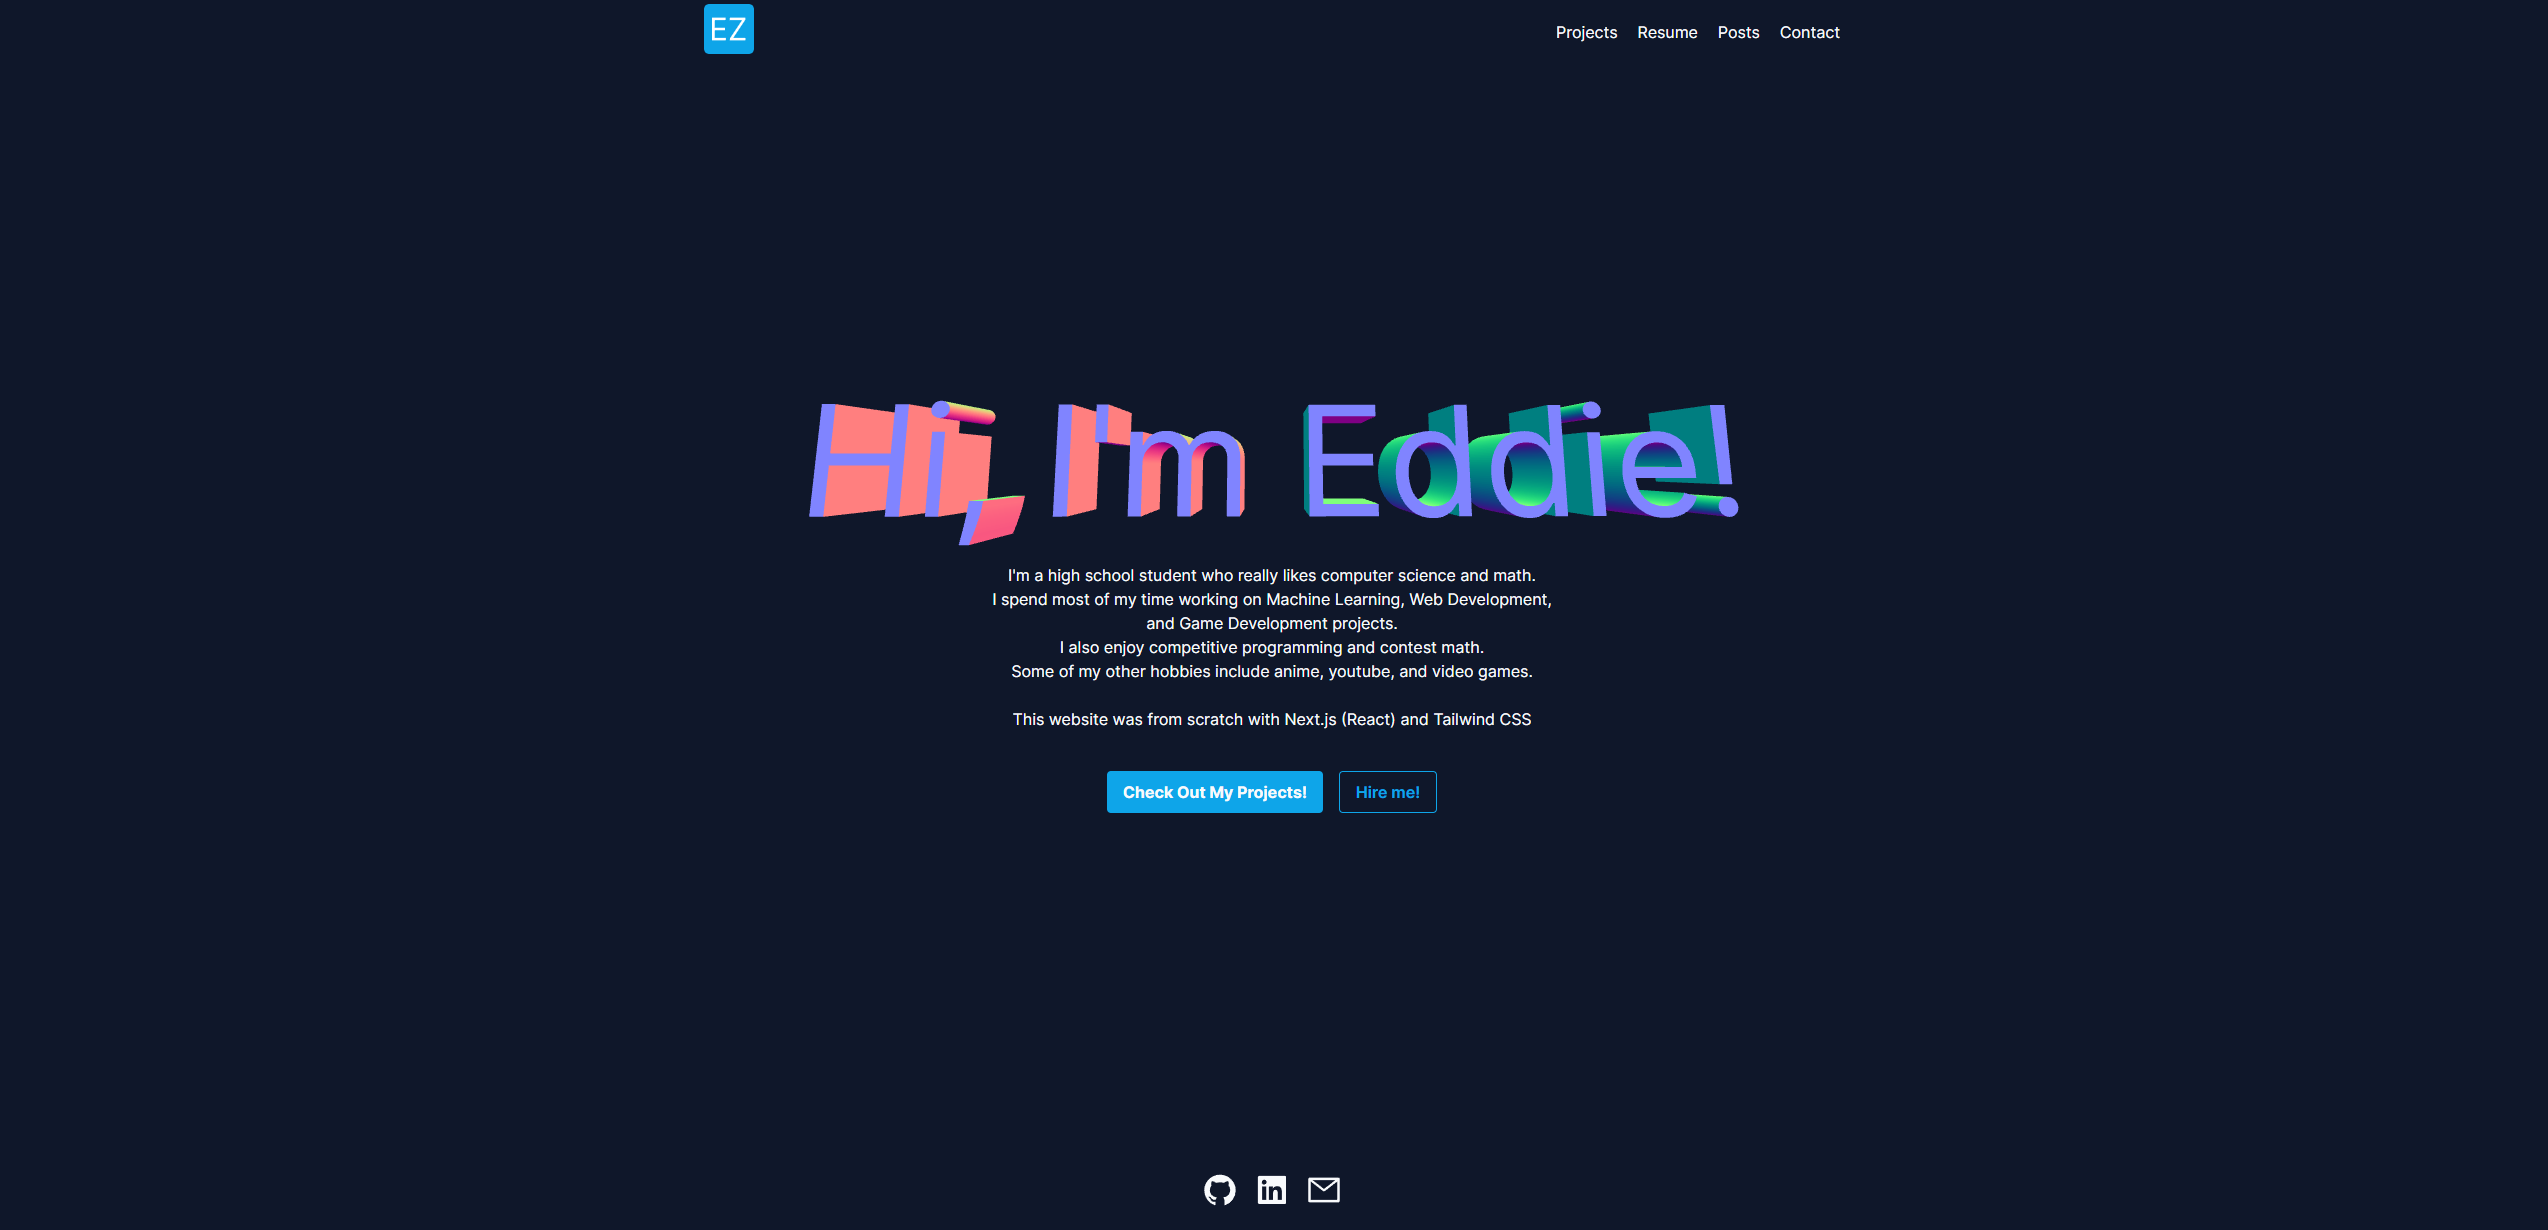 EZ
Projects Resume Posts Contact
Hi, I'm Eddie!
I'm a high school student who really likes computer science and math.
I spend most of my time working on Machine Learning, Web Development,
and Game Development projects.
I also enjoy competitive programming and contest math.
Some of my other hobbies include anime, youtube, and video games.
This website was from scratch with Next.js (React) and Tailwind CSS
Check Out My Projects! Hire me!
in